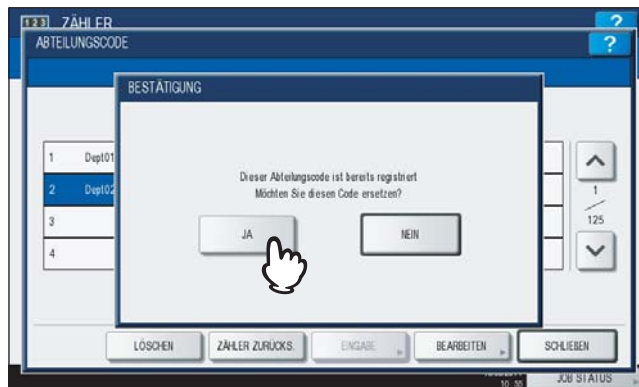 123 ZÄHLER ?
ABTEILUNGSCODE ?
BESTÄTIGUNG
1 Dept01
2 Dept02
3
4
Dieser Abteilungscode ist bereits registriert
Möchten Sie diesen Code ersetzen?
JA NEIN
1
125
LÖSCHEN ZÄHLER ZURÜCKS. EINGABE BEARBEITEN SCHLIEßEN
10:55 JOB STATUS